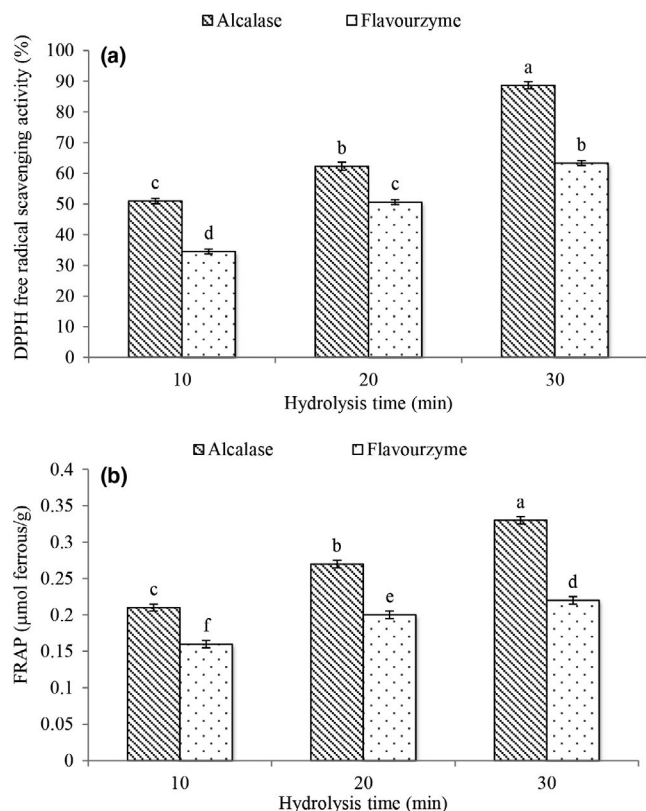 Alcalase Flavourzyme
(a)
DPPH free radical scavenging activity (%)
100
90
80
70
60
50
40
30
20
10
0
c
d
b
c
a
b
10 20 30
Hydrolysis time (min)
Alcalase Flavourzyme
(b)
FRAP (µmol ferrous/g)
0.4
0.35
0.3
0.25
0.2
0.15
0.1
0.05
0
c
f
b
e
a
d
10 20 30
Hydrolysis time (min)